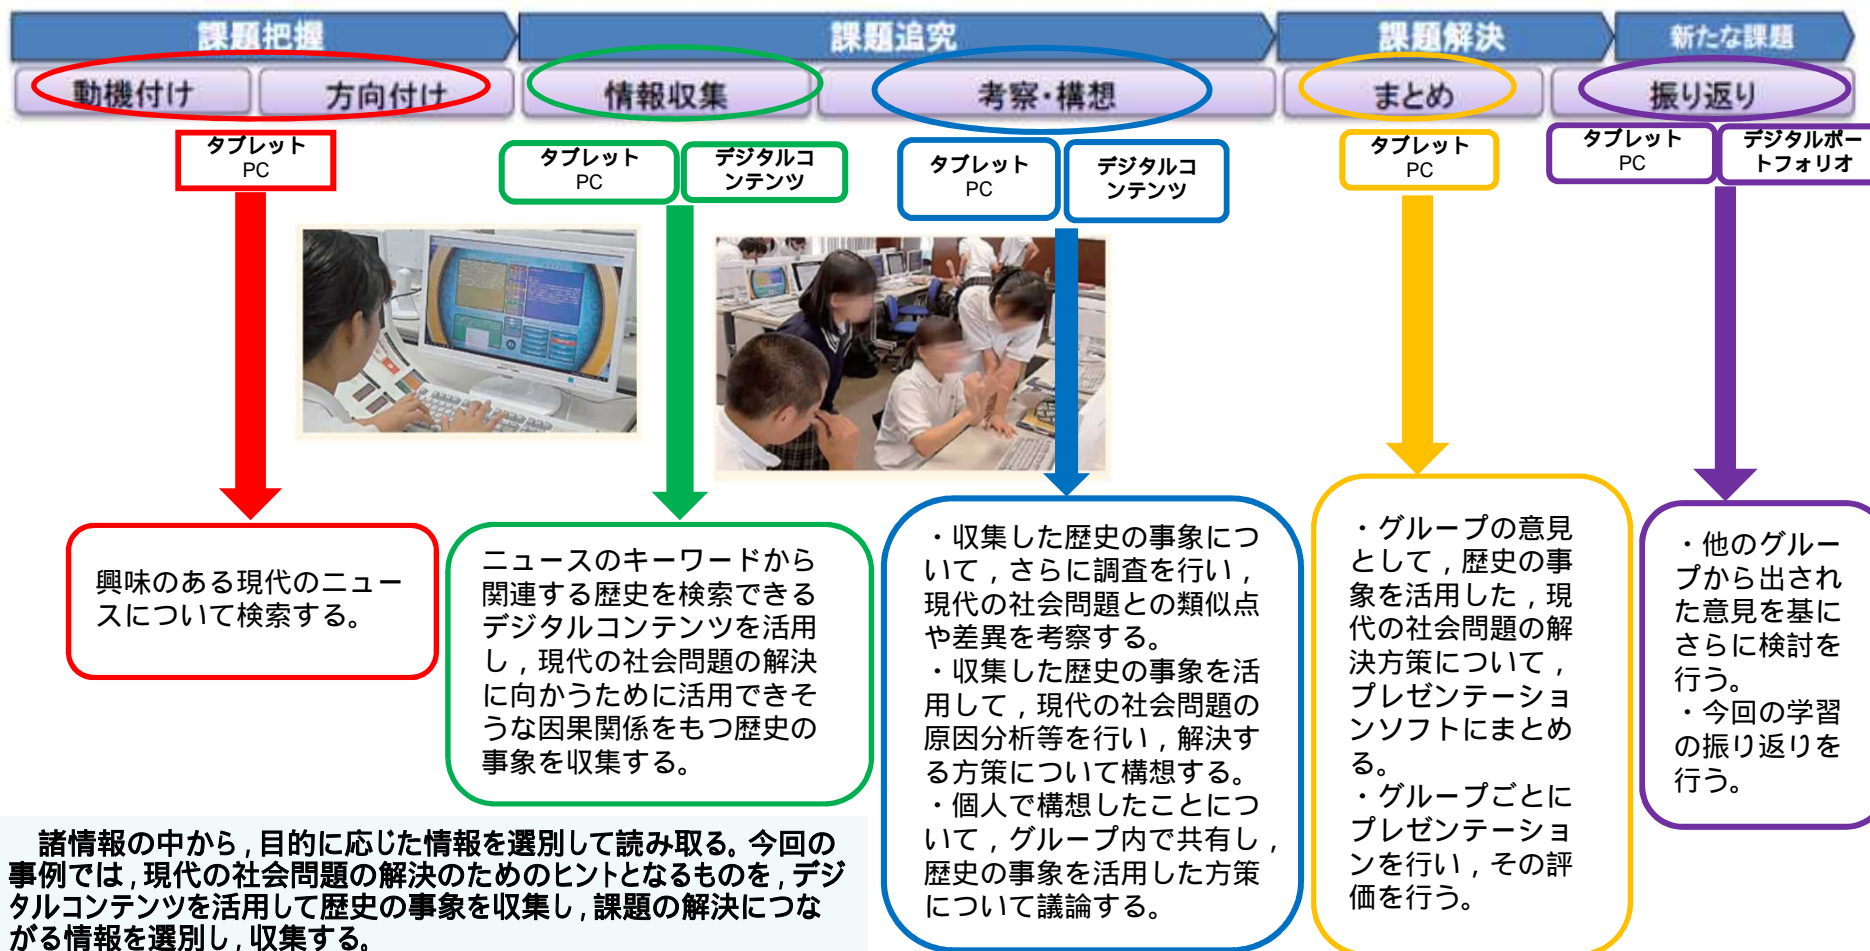 課題把握
課題追究
課題解決
新たな課題
動機付け
方向付け
情報収集
考察・構想
まとめ
振り返り
タブレット
PC
タブレット
PC
デジタルコ
ンテンツ
タブレット
PC
デジタルコ
ンテンツ
タブレット
PC
タブレット
PC
デジタルポー
トフォリオ
興味のある現代のニュー
スについて検索する。
ニュースのキーワードから
関連する歴史を検索できる
デジタルコンテンツを活用
し，現代の社会問題の解決
に向かうために活用できそ
うな因果関係をもつ歴史の
事象を収集する。
・収集した歴史の事象につ
いて，さらに調査を行い，
現代の社会問題との類似点
や差異を考察する。
・収集した歴史の事象を活
用して，現代の社会問題の
原因分析等を行い，解決す
る方策について構想する。
・個人で構想したことにつ
いて，グループ内で共有し，
歴史の事象を活用した方策
について議論する。
・グループの意見
として，歴史の事
象を活用した，現
代の社会問題の解
決方策について，
プレゼンテーショ
ンソフトにまとめ
る。
・グループごとに
プレゼンテーショ
ンを行い，その評
価を行う。
・他のグルー
プから出され
た意見を基に
さらに検討を
行う。
・今回の学習
の振り返りを
行う。
諸情報の中から，目的に応じた情報を選別して読み取る。今回の
事例では，現代の社会問題の解決のためのヒントとなるものを，デジ
タルコンテンツを活用して歴史の事象を収集し，課題の解決につな
がる情報を選別し，収集する。